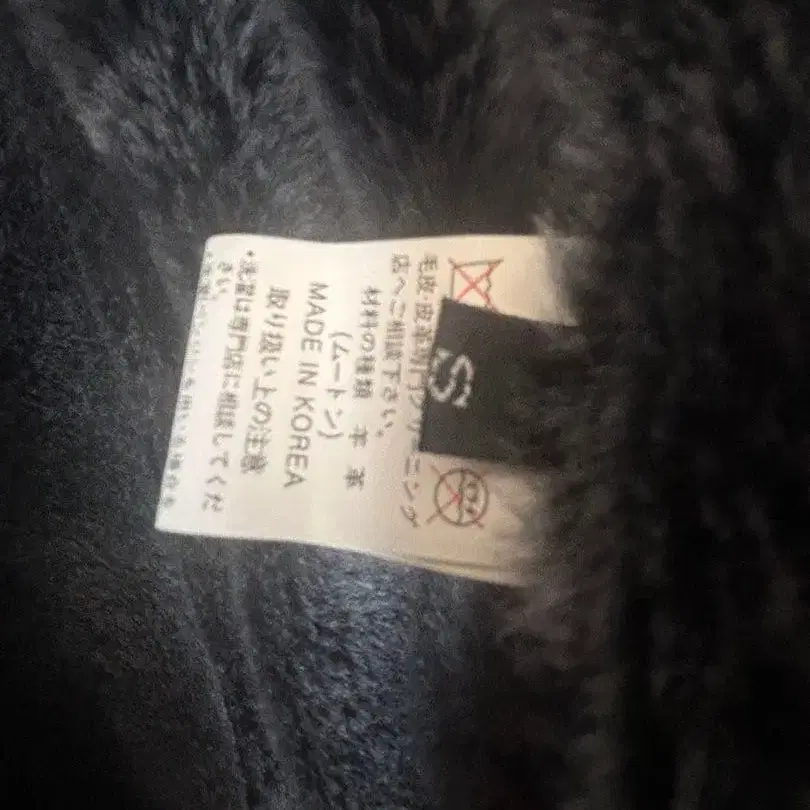 S
毛皮・皮革専門クリーニング
店へご相談下さい。
材料の種類 羊革
(ムートン)
MADE IN KOREA
取り扱い上の注意
・洗濯は専門店に相談してくだ
さい。